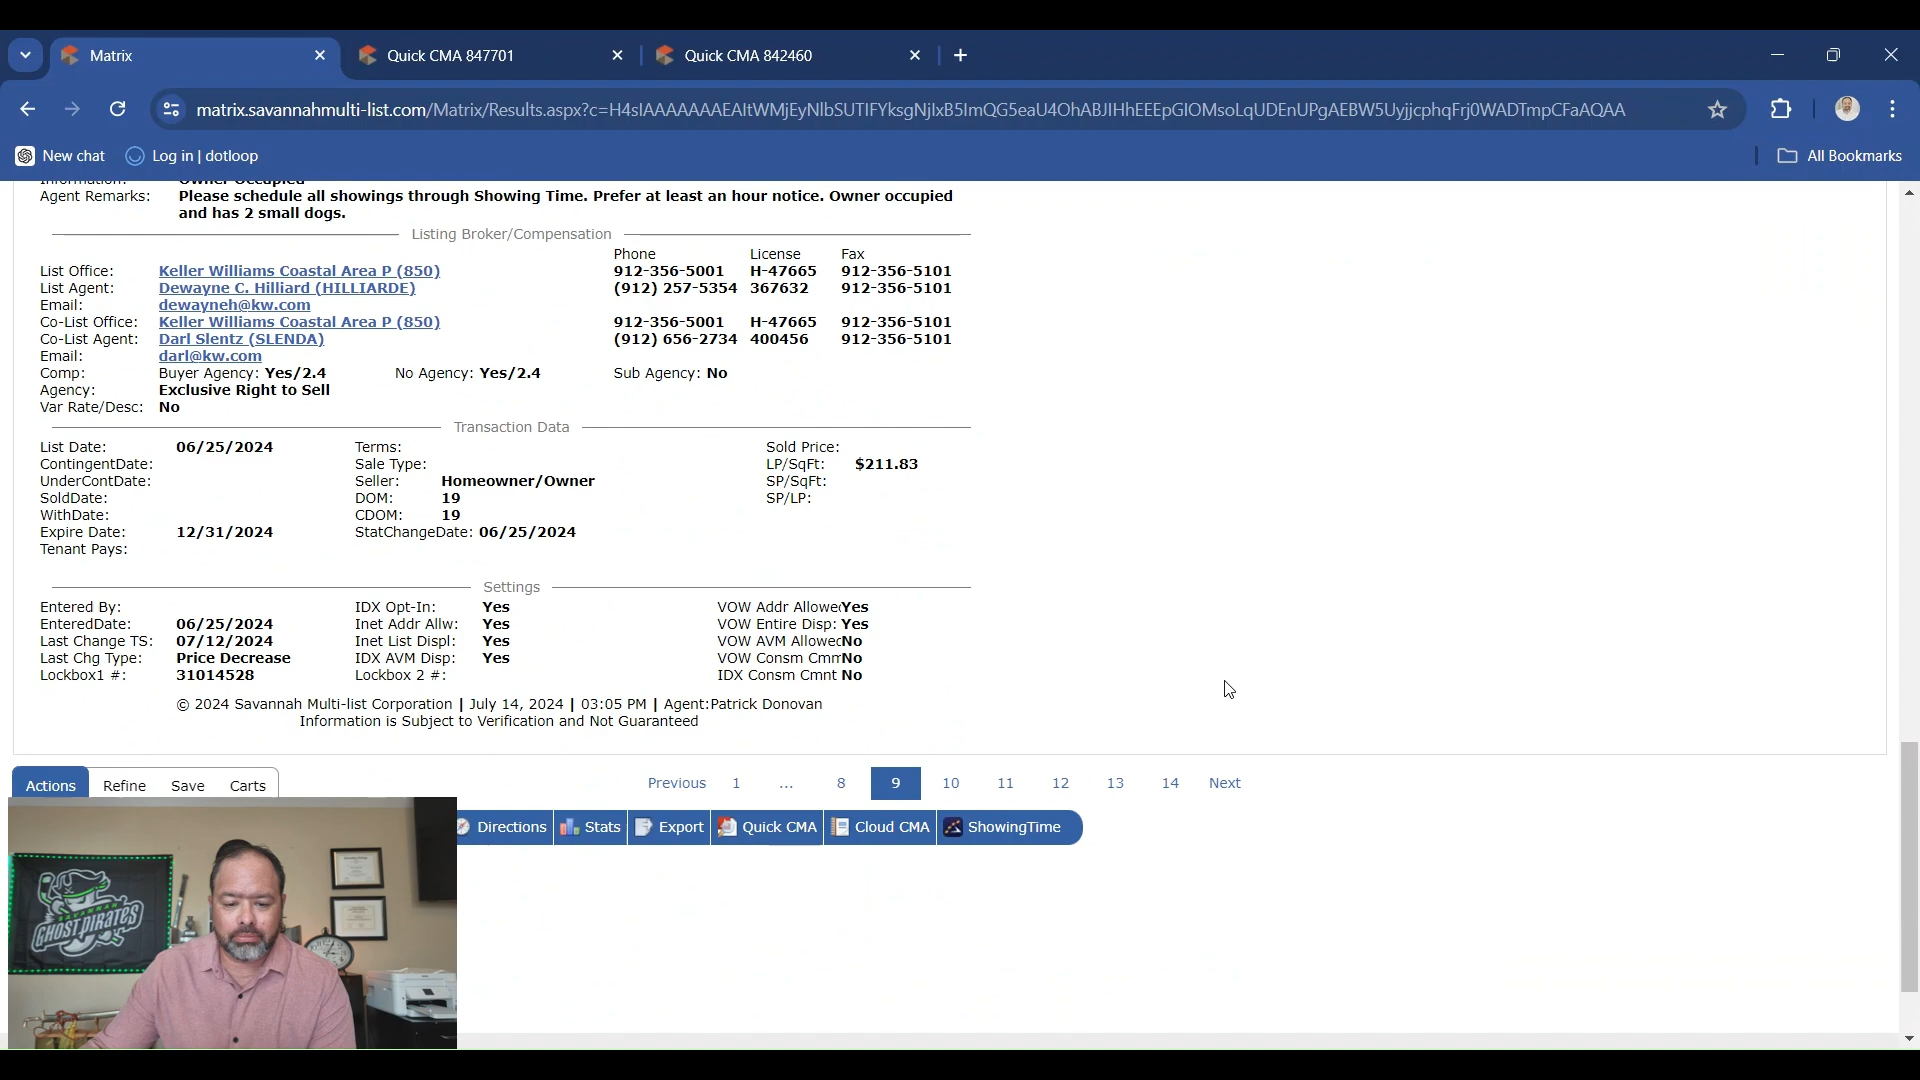 Matrix
Quick CMA 847701
Quick CMA 842460
matrix.savannahmulti-list.com/Matrix/Results.aspx?c=H4sIAAAAAAAEAItWMjEyNlbSUTIFYksgNjIxB5ImQG5eaU4OhABJIHhEEEpGIOMsoLqUDEnUPgAEBW5UyjjcphqFrj0WADTmpCFaAQAA
New chat
Log in | dotloop
All Bookmarks
Information: Owner Occupied
Agent Remarks: Please schedule all showings through Showing Time. Prefer at least an hour notice. Owner occupied
and has 2 small dogs.
Listing Broker/Compensation
Phone License Fax
List Office: Keller Williams Coastal Area P (850) 912-356-5001 H-47665 912-356-5101
List Agent: Dewayne C. Hilliard (HILLIARDE) (912) 257-5354 367632 912-356-5101
Email: dewayneh@kw.com
Co-List Office: Keller Williams Coastal Area P (850) 912-356-5001 H-47665 912-356-5101
Co-List Agent: Darl Slentz (SLENDA) (912) 656-2734 400456 912-356-5101
Email: darl@kw.com
Comp: Buyer Agency: Yes/2.4 No Agency: Yes/2.4 Sub Agency: No
Agency: Exclusive Right to Sell
Var Rate/Desc: No
Transaction Data
List Date: 06/25/2024 Terms: Sold Price:
ContingentDate: Sale Type: LP/SqFt: $211.83
UnderContDate: Seller: Homeowner/Owner SP/SqFt:
SoldDate: DOM: 19 SP/LP:
WithDate: CDOM: 19
Expire Date: 12/31/2024 StatChangeDate: 06/25/2024
Tenant Pays:
Settings
Entered By: IDX Opt-In: Yes VOW Addr Allowe Yes
EnteredDate: 06/25/2024 Inet Addr Allw: Yes VOW Entire Disp: Yes
Last Change TS: 07/12/2024 Inet List Displ: Yes VOW AVM Allowe No
Last Chg Type: Price Decrease IDX AVM Disp: Yes VOW Consm Cmm No
Lockbox1 #: 31014528 Lockbox 2 #: IDX Consm Cmnt No
© 2024 Savannah Multi-list Corporation | July 14, 2024 | 03:05 PM | Agent:Patrick Donovan
Information is Subject to Verification and Not Guaranteed
Actions Refine Save Carts
Previous 1 ... 8 9 10 11 12 13 14 Next
Directions Stats Export Quick CMA Cloud CMA ShowingTime
SAVANNAH
GHOST PIRATES